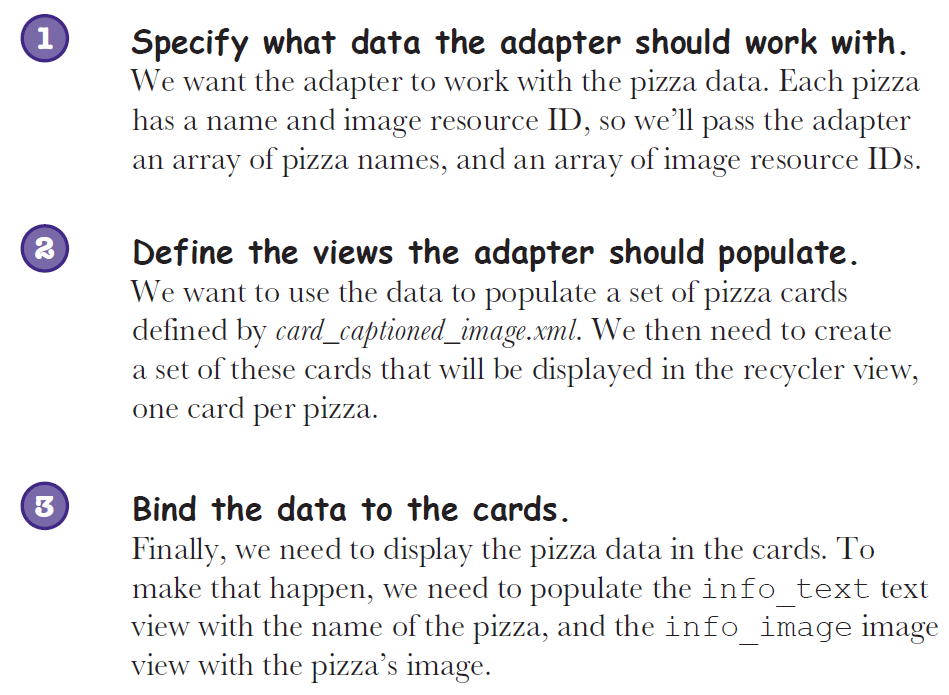 1 Specify what data the adapter should work with.
We want the adapter to work with the pizza data. Each pizza
has a name and image resource ID, so we’ll pass the adapter
an array of pizza names, and an array of image resource IDs.
2 Define the views the adapter should populate.
We want to use the data to populate a set of pizza cards
defined by card_captioned_image.xml. We then need to create
a set of these cards that will be displayed in the recycler view,
one card per pizza.
3 Bind the data to the cards.
Finally, we need to display the pizza data in the cards. To
make that happen, we need to populate the info_text text
view with the name of the pizza, and the info_image image
view with the pizza’s image.